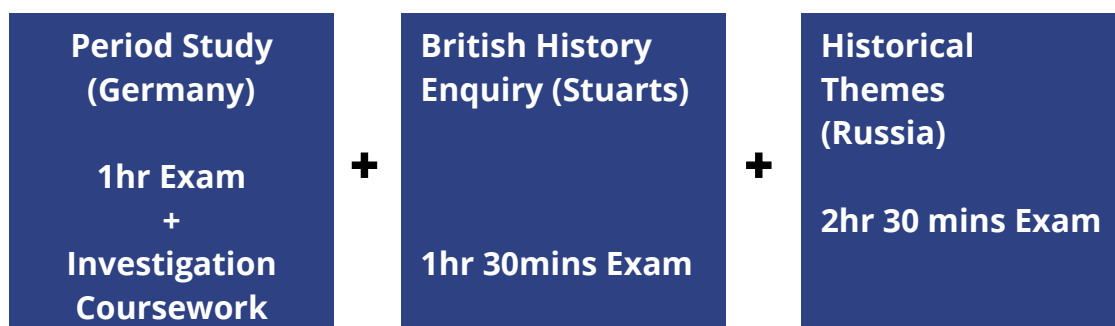 Period Study
(Germany)
1hr Exam
+
Investigation
Coursework
+
British History
Enquiry (Stuarts)
1hr 30mins Exam
+
Historical
Themes
(Russia)
2hr 30 mins Exam